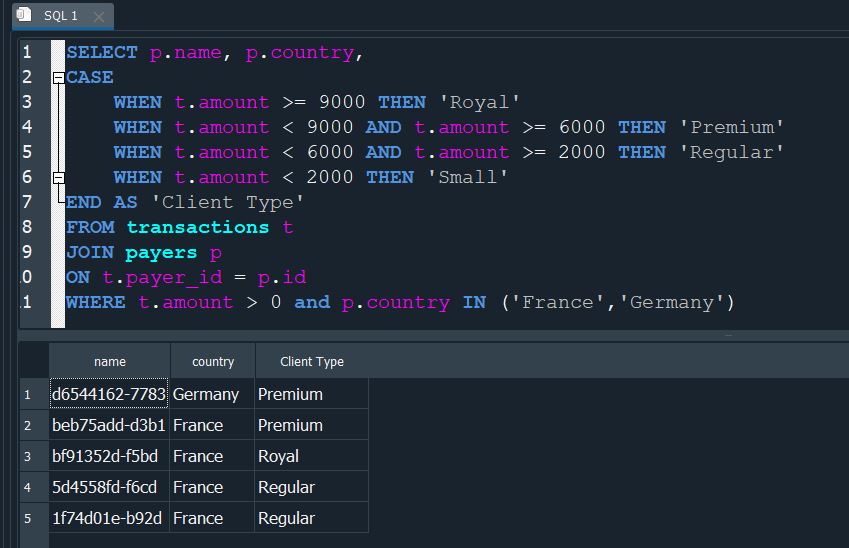 SQL 1
1 SELECT p.name, p.country,
2 CASE
3 WHEN t.amount >= 9000 THEN 'Royal'
4 WHEN t.amount < 9000 AND t.amount >= 6000 THEN 'Premium'
5 WHEN t.amount < 6000 AND t.amount >= 2000 THEN 'Regular'
6 WHEN t.amount < 2000 THEN 'Small'
7 END AS 'Client Type'
8 FROM transactions t
9 JOIN payers p
.0 ON t.payer_id = p.id
.1 WHERE t.amount > 0 and p.country IN ('France','Germany')
name country Client Type
1 d6544162-7783 Germany Premium
2 beb75add-d3b1 France Premium
3 bf91352d-f5bd France Royal
4 5d4558fd-f6cd France Regular
5 1f74d01e-b92d France Regular